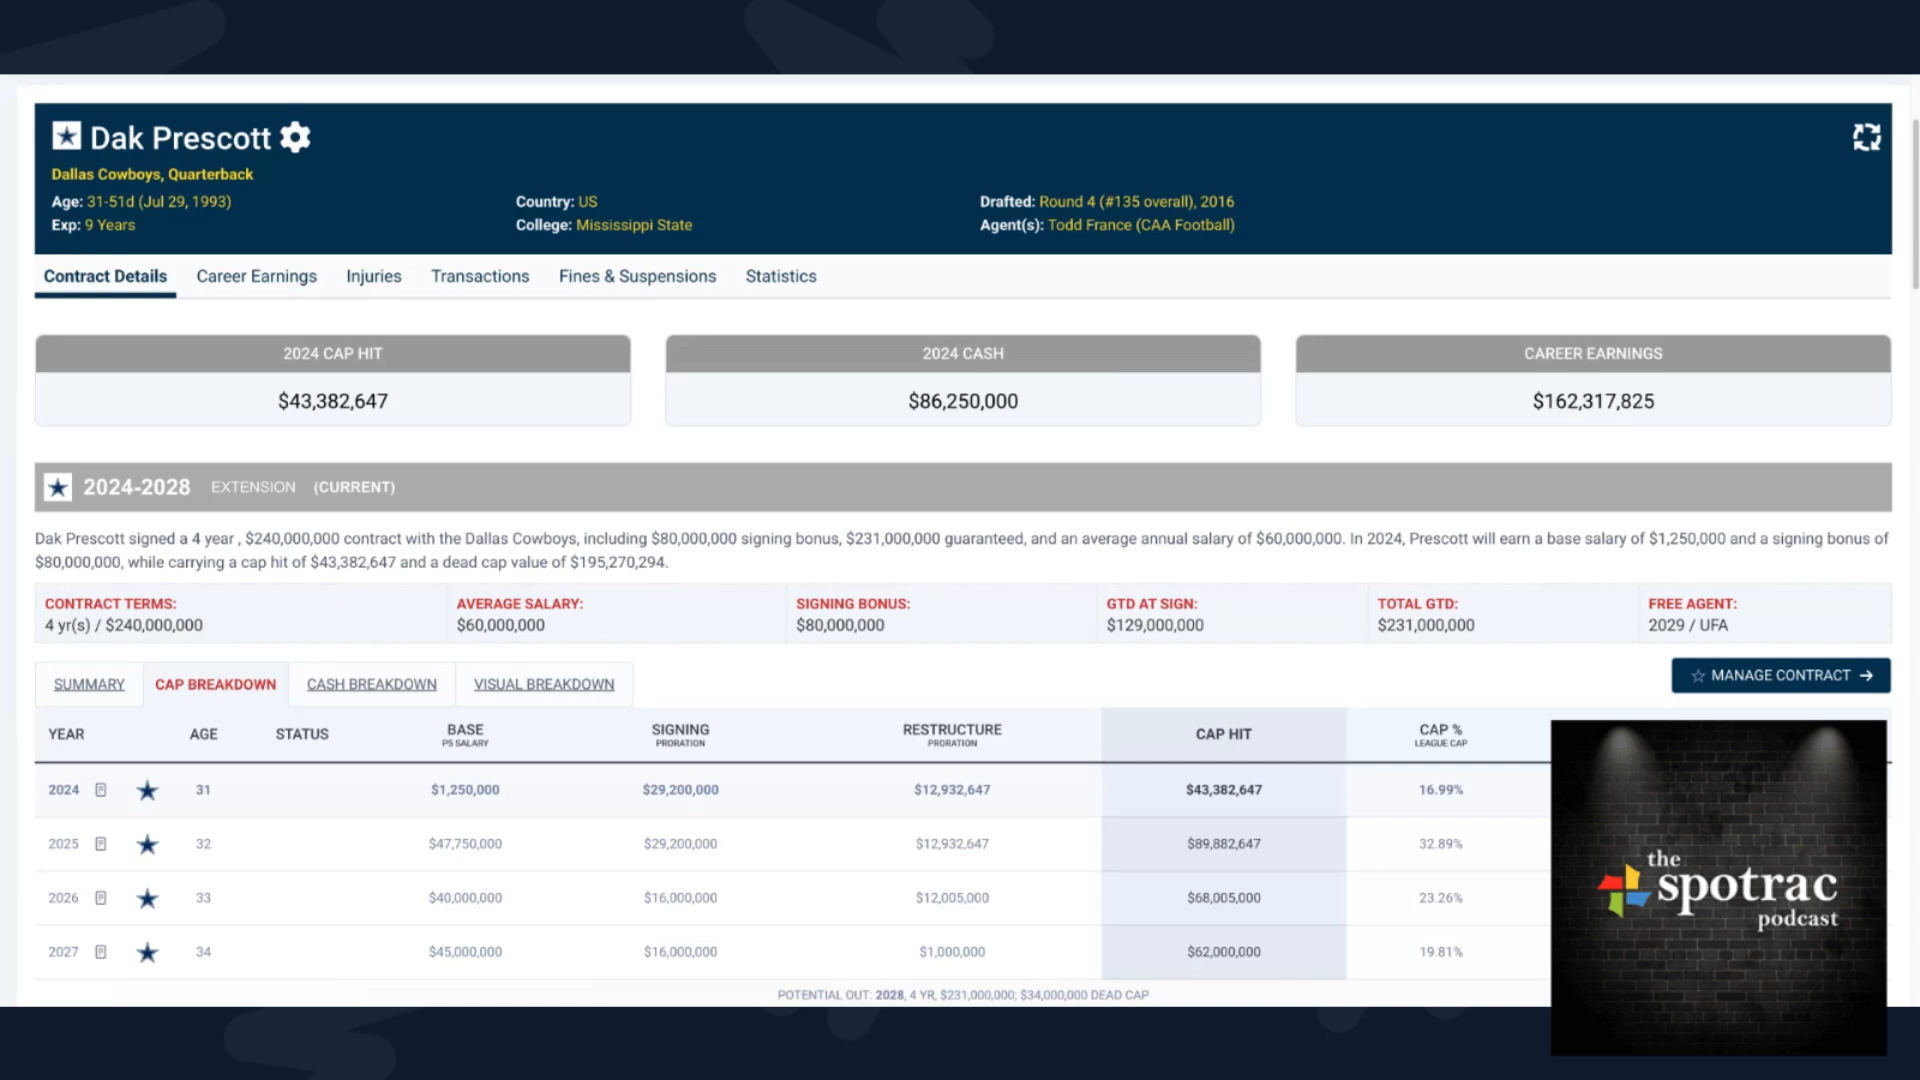 Dak Prescott
Dallas Cowboys, Quarterback
Age: 31-51d (Jul 29, 1993) Country: US Drafted: Round 4 (#135 overall), 2016
Exp: 9 Years College: Mississippi State Agent(s): Todd France (CAA Football)
Contract Details Career Earnings Injuries Transactions Fines & Suspensions Statistics
2024 CAP HIT 2024 CASH CAREER EARNINGS
$43,382,647 $86,250,000 $162,317,825
2024-2028 EXTENSION (CURRENT)
Dak Prescott signed a 4 year , $240,000,000 contract with the Dallas Cowboys, including $80,000,000 signing bonus, $231,000,000 guaranteed, and an average annual salary of $60,000,000. In 2024, Prescott will earn a base salary of $1,250,000 and a signing bonus of
$80,000,000, while carrying a cap hit of $43,382,647 and a dead cap value of $195,270,294.
CONTRACT TERMS: AVERAGE SALARY: SIGNING BONUS: GTD AT SIGN: TOTAL GTD: FREE AGENT:
4 yr(s) / $240,000,000 $60,000,000 $80,000,000 $129,000,000 $231,000,000 2029 / UFA
SUMMARY CAP BREAKDOWN CASH BREAKDOWN VISUAL BREAKDOWN MANAGE CONTRACT
YEAR AGE STATUS BASE SIGNING RESTRUCTURE CAP HIT CAP %
P5 SALARY PRORATION PRORATION LEAGUE CAP
2024 31 $1,250,000 $29,200,000 $12,932,647 $43,382,647 16.99%
2025 32 $47,750,000 $29,200,000 $12,932,647 $89,882,647 32.89%
2026 33 $40,000,000 $16,000,000 $12,005,000 $68,005,000 23.26%
2027 34 $45,000,000 $16,000,000 $1,000,000 $62,000,000 19.81%
POTENTIAL OUT: 2028, 4 YR, $231,000,000; $34,000,000 DEAD CAP
the
spotrac
podcast